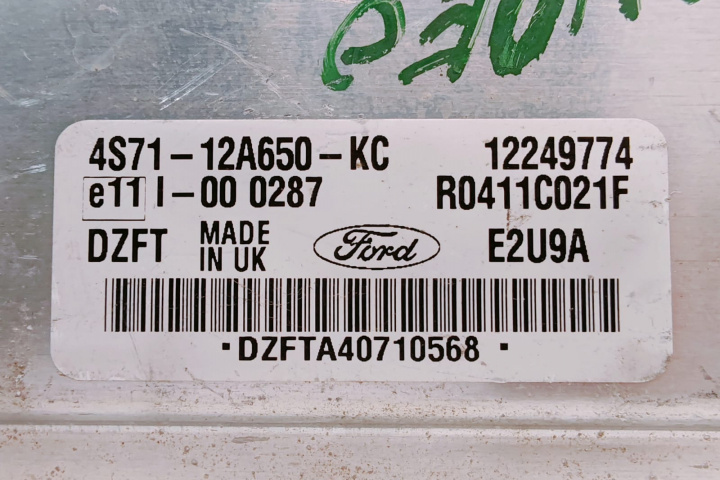 4S71-12A650-KC 12249774
e11 I-00 0287 R0411C021F
DZFT MADE IN UK Ford E2U9A
·DZFTA40710568 ·